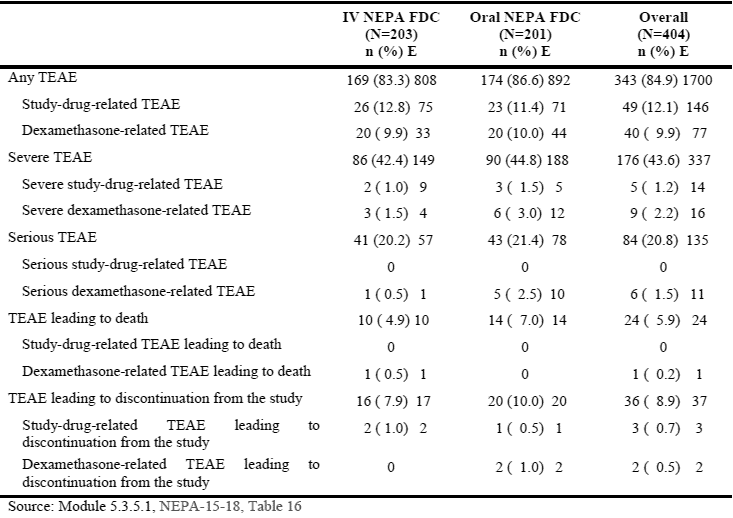 IV NEPA FDC Oral NEPA FDC Overall
(N=203) (N=201) (N=404)
n (%) E n (%) E n (%) E
Any TEAE 169 (83.3) 808 174 (86.6) 892 343 (84.9) 1700
Study-drug-related TEAE 26 (12.8) 75 23 (11.4) 71 49 (12.1) 146
Dexamethasone-related TEAE 20 ( 9.9) 33 20 (10.0) 44 40 ( 9.9) 77
Severe TEAE 86 (42.4) 149 90 (44.8) 188 176 (43.6) 337
Severe study-drug-related TEAE 2 ( 1.0) 9 3 ( 1.5) 5 5 ( 1.2) 14
Severe dexamethasone-related TEAE 3 ( 1.5) 4 6 ( 3.0) 12 9 ( 2.2) 16
Serious TEAE 41 (20.2) 57 43 (21.4) 78 84 (20.8) 135
Serious study-drug-related TEAE 0 0 0
Serious dexamethasone-related TEAE 1 ( 0.5) 1 5 ( 2.5) 10 6 ( 1.5) 11
TEAE leading to death 10 ( 4.9) 10 14 ( 7.0) 14 24 ( 5.9) 24
Study-drug-related TEAE leading to death 0 0 0
Dexamethasone-related TEAE leading to death 1 ( 0.5) 1 0 1 ( 0.2) 1
TEAE leading to discontinuation from the study 16 ( 7.9) 17 20 (10.0) 20 36 ( 8.9) 37
Study-drug-related TEAE leading to 2 ( 1.0) 2 1 ( 0.5) 1 3 ( 0.7) 3
discontinuation from the study
Dexamethasone-related TEAE leading to 0 2 ( 1.0) 2 2 ( 0.5) 2
discontinuation from the study
Source: Module 5.3.5.1, NEPA-15-18, Table 16